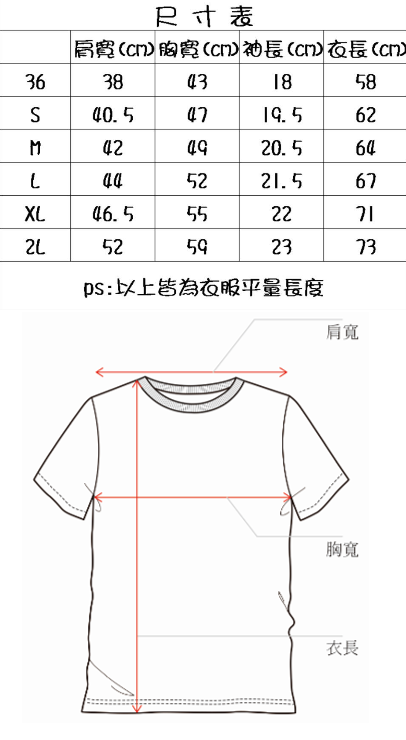 尺寸表
肩寬(cm) 胸寬(cm) 袖長(cm) 衣長(cm)
36 38 43 18 58
S 40.5 47 19.5 62
M 42 49 20.5 64
L 44 52 21.5 67
XL 46.5 55 22 71
2L 52 59 23 73
ps:以上皆為衣服平量長度
肩寬
胸寬
衣長